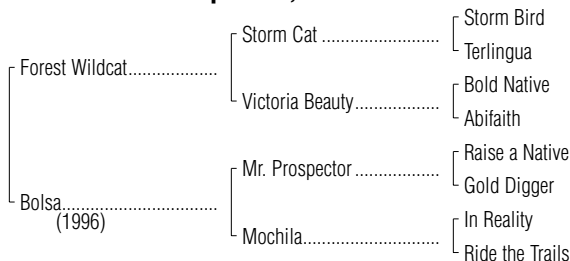 Storm Bird
Storm Cat ..............................
Terlingua
Forest Wildcat......................
Bold Native
Victoria Beauty.....................
Abifaith
Raise a Native
Mr. Prospector .....................
Gold Digger
Bolsa.......................................
(1996)
In Reality
Mochila..................................
Ride the Trails